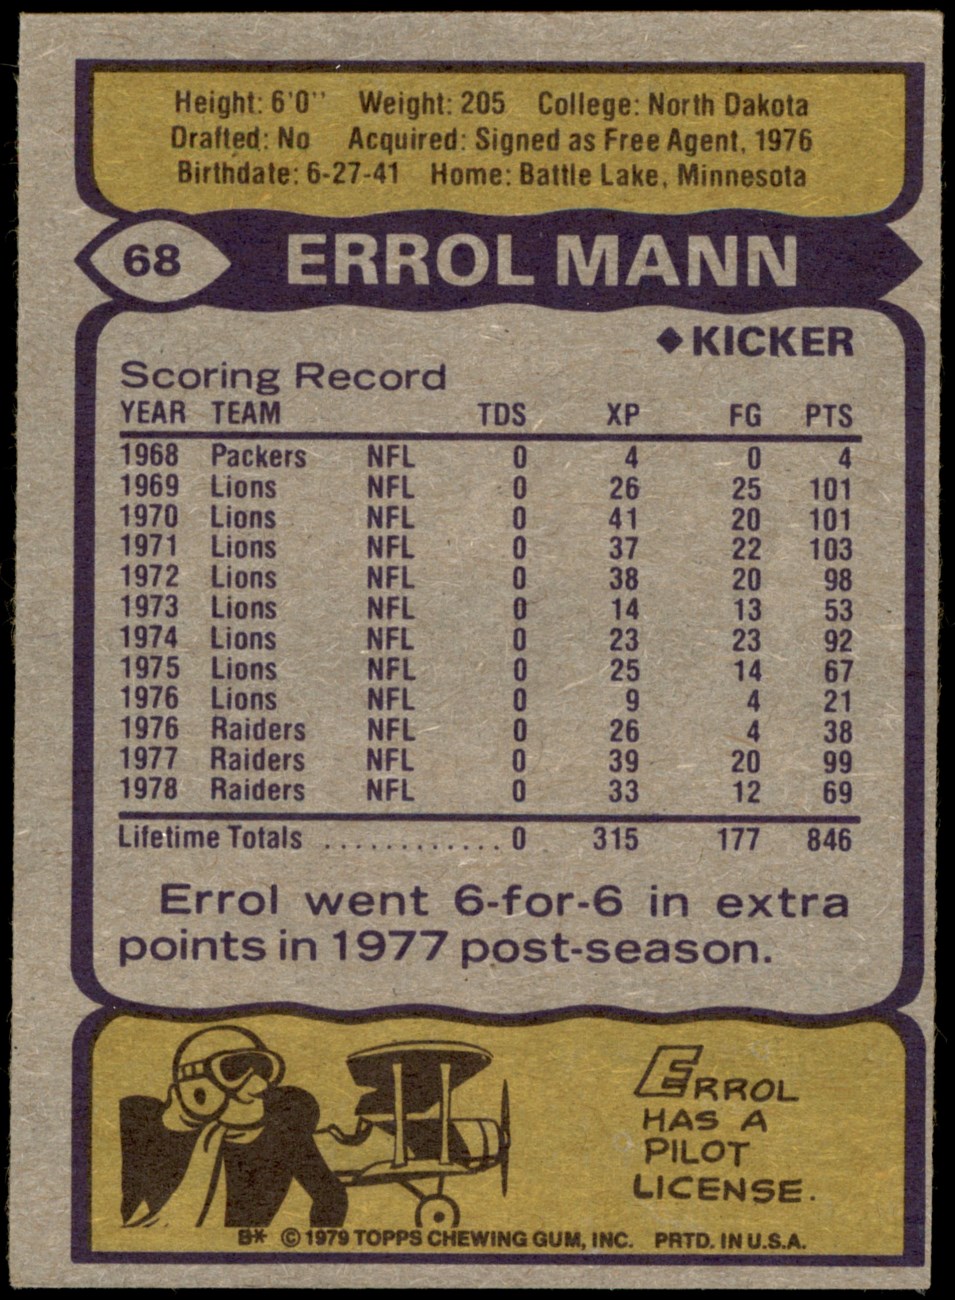 Height: 6'0" Weight: 205 College: North Dakota
Drafted: No Acquired: Signed as Free Agent, 1976
Birthdate: 6-27-41 Home: Battle Lake, Minnesota
68 ERROL MANN
◆ KICKER
Scoring Record
YEAR TEAM TDS XP FG PTS
1968 Packers NFL 0 4 0 4
1969 Lions NFL 0 26 25 101
1970 Lions NFL 0 41 20 101
1971 Lions NFL 0 37 22 103
1972 Lions NFL 0 38 20 98
1973 Lions NFL 0 14 13 53
1974 Lions NFL 0 23 23 92
1975 Lions NFL 0 25 14 67
1976 Lions NFL 0 9 4 21
1976 Raiders NFL 0 26 4 38
1977 Raiders NFL 0 39 20 99
1978 Raiders NFL 0 33 12 69
Lifetime Totals ............. 0 315 177 846
Errol went 6-for-6 in extra
points in 1977 post-season.
ERROL
HAS A
PILOT
LICENSE.
B* © 1979 TOPPS CHEWING GUM, INC. PRTD. IN U.S.A.